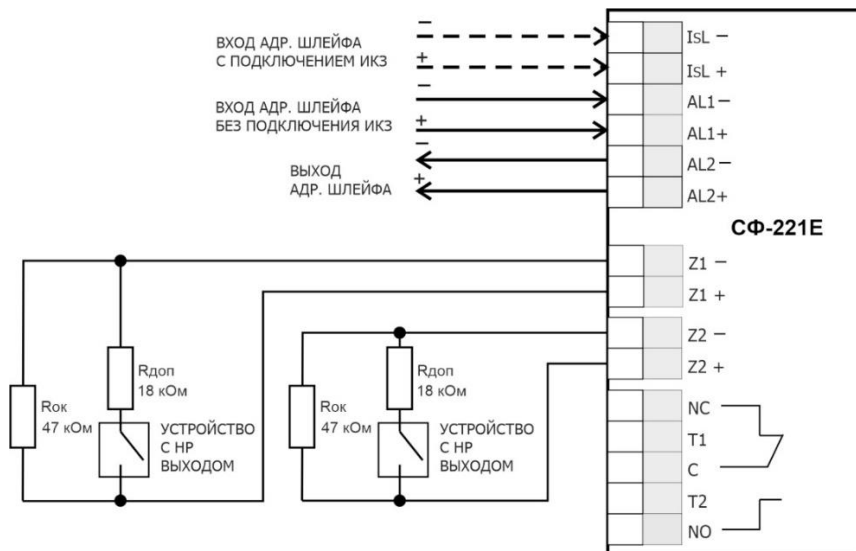 ВХОД АДР. ШЛЕЙФА
С ПОДКЛЮЧЕНИЕМ ИКЗ
−
+
ВХОД АДР. ШЛЕЙФА
БЕЗ ПОДКЛЮЧЕНИЯ ИКЗ
−
+
ВЫХОД
АДР. ШЛЕЙФА
−
+
IsL −
IsL +
AL1−
AL1+
AL2−
AL2+
СФ-221Е
Z1 −
Z1 +
Z2 −
Z2 +
NC
T1
C
T2
NO
Rок
47 кОм
Rдоп
18 кОм
УСТРОЙСТВО
С НР
ВЫХОДОМ
Rок
47 кОм
Rдоп
18 кОм
УСТРОЙСТВО
С НР
ВЫХОДОМ